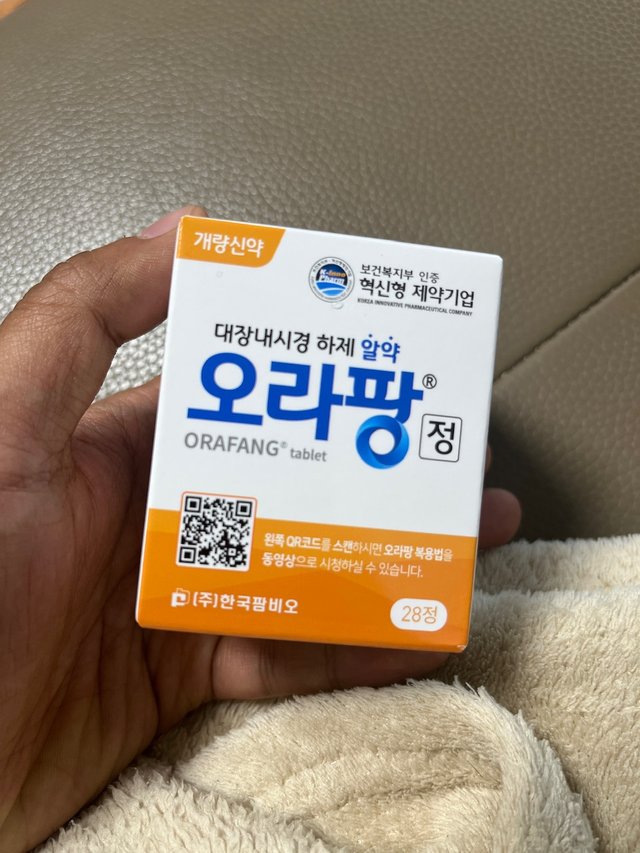 개량신약
K-Inno
Pharm
보건복지부 인증
혁신형 제약기업
KOREA INNOVATIVE PHARMACEUTICAL COMPANY
대장내시경 하제 알약
오라팡®
정
ORAFANG® tablet
왼쪽 QR코드를 스캔하시면 오라팡 복용법을
동영상으로 시청하실 수 있습니다.
(주)한국팜비오
28정